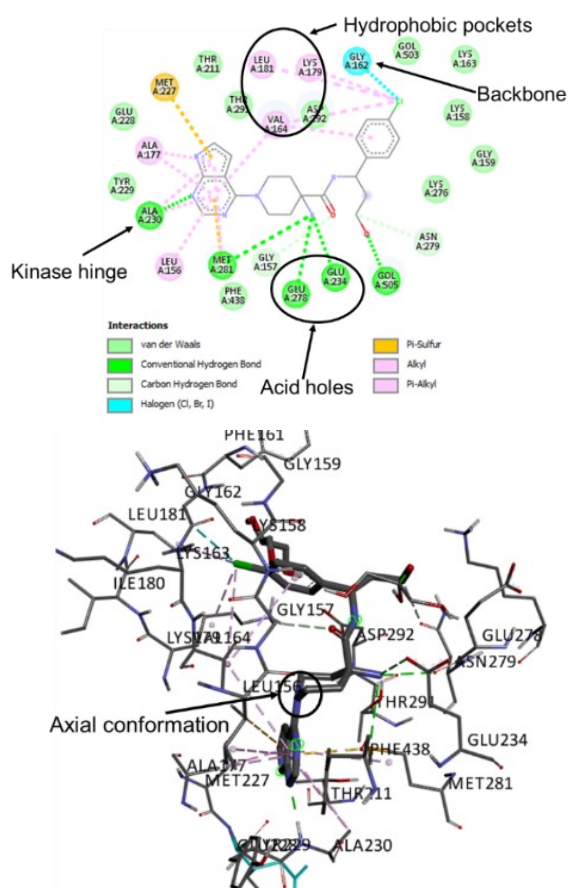 Hydrophobic pockets
THR
A:211
LEU
A:181
LYS
A:179
GLY
A:162
GOL
A:503
LYS
A:163
MET
A:227
Backbone
THR
A:291
ASP
A:292
GLU
A:228
VAL
A:164
LYS
A:158
ALA
A:177
GLY
A:159
TYR
A:229
LYS
A:276
ALA
A:230
ASN
A:279
Kinase hinge
LEU
A:156
MET
A:281
GLY
A:157
GLU
A:234
GOL
A:505
PHE
A:438
GLU
A:278
Interactions
Acid holes
van der Waals
Conventional Hydrogen Bond
Carbon Hydrogen Bond
Halogen (Cl, Br, I)
Pi-Sulfur
Alkyl
Pi-Alkyl
PHE161
GLY159
GLY162
LEU181
LYS158
LYS163
ILE180
GLY157
ASP292
GLU278
LYS179
VAL164
ASN279
LEU156
THR291
Axial conformation
PHE438
GLU234
ALA177
MET227
MET281
THR211
ALA230